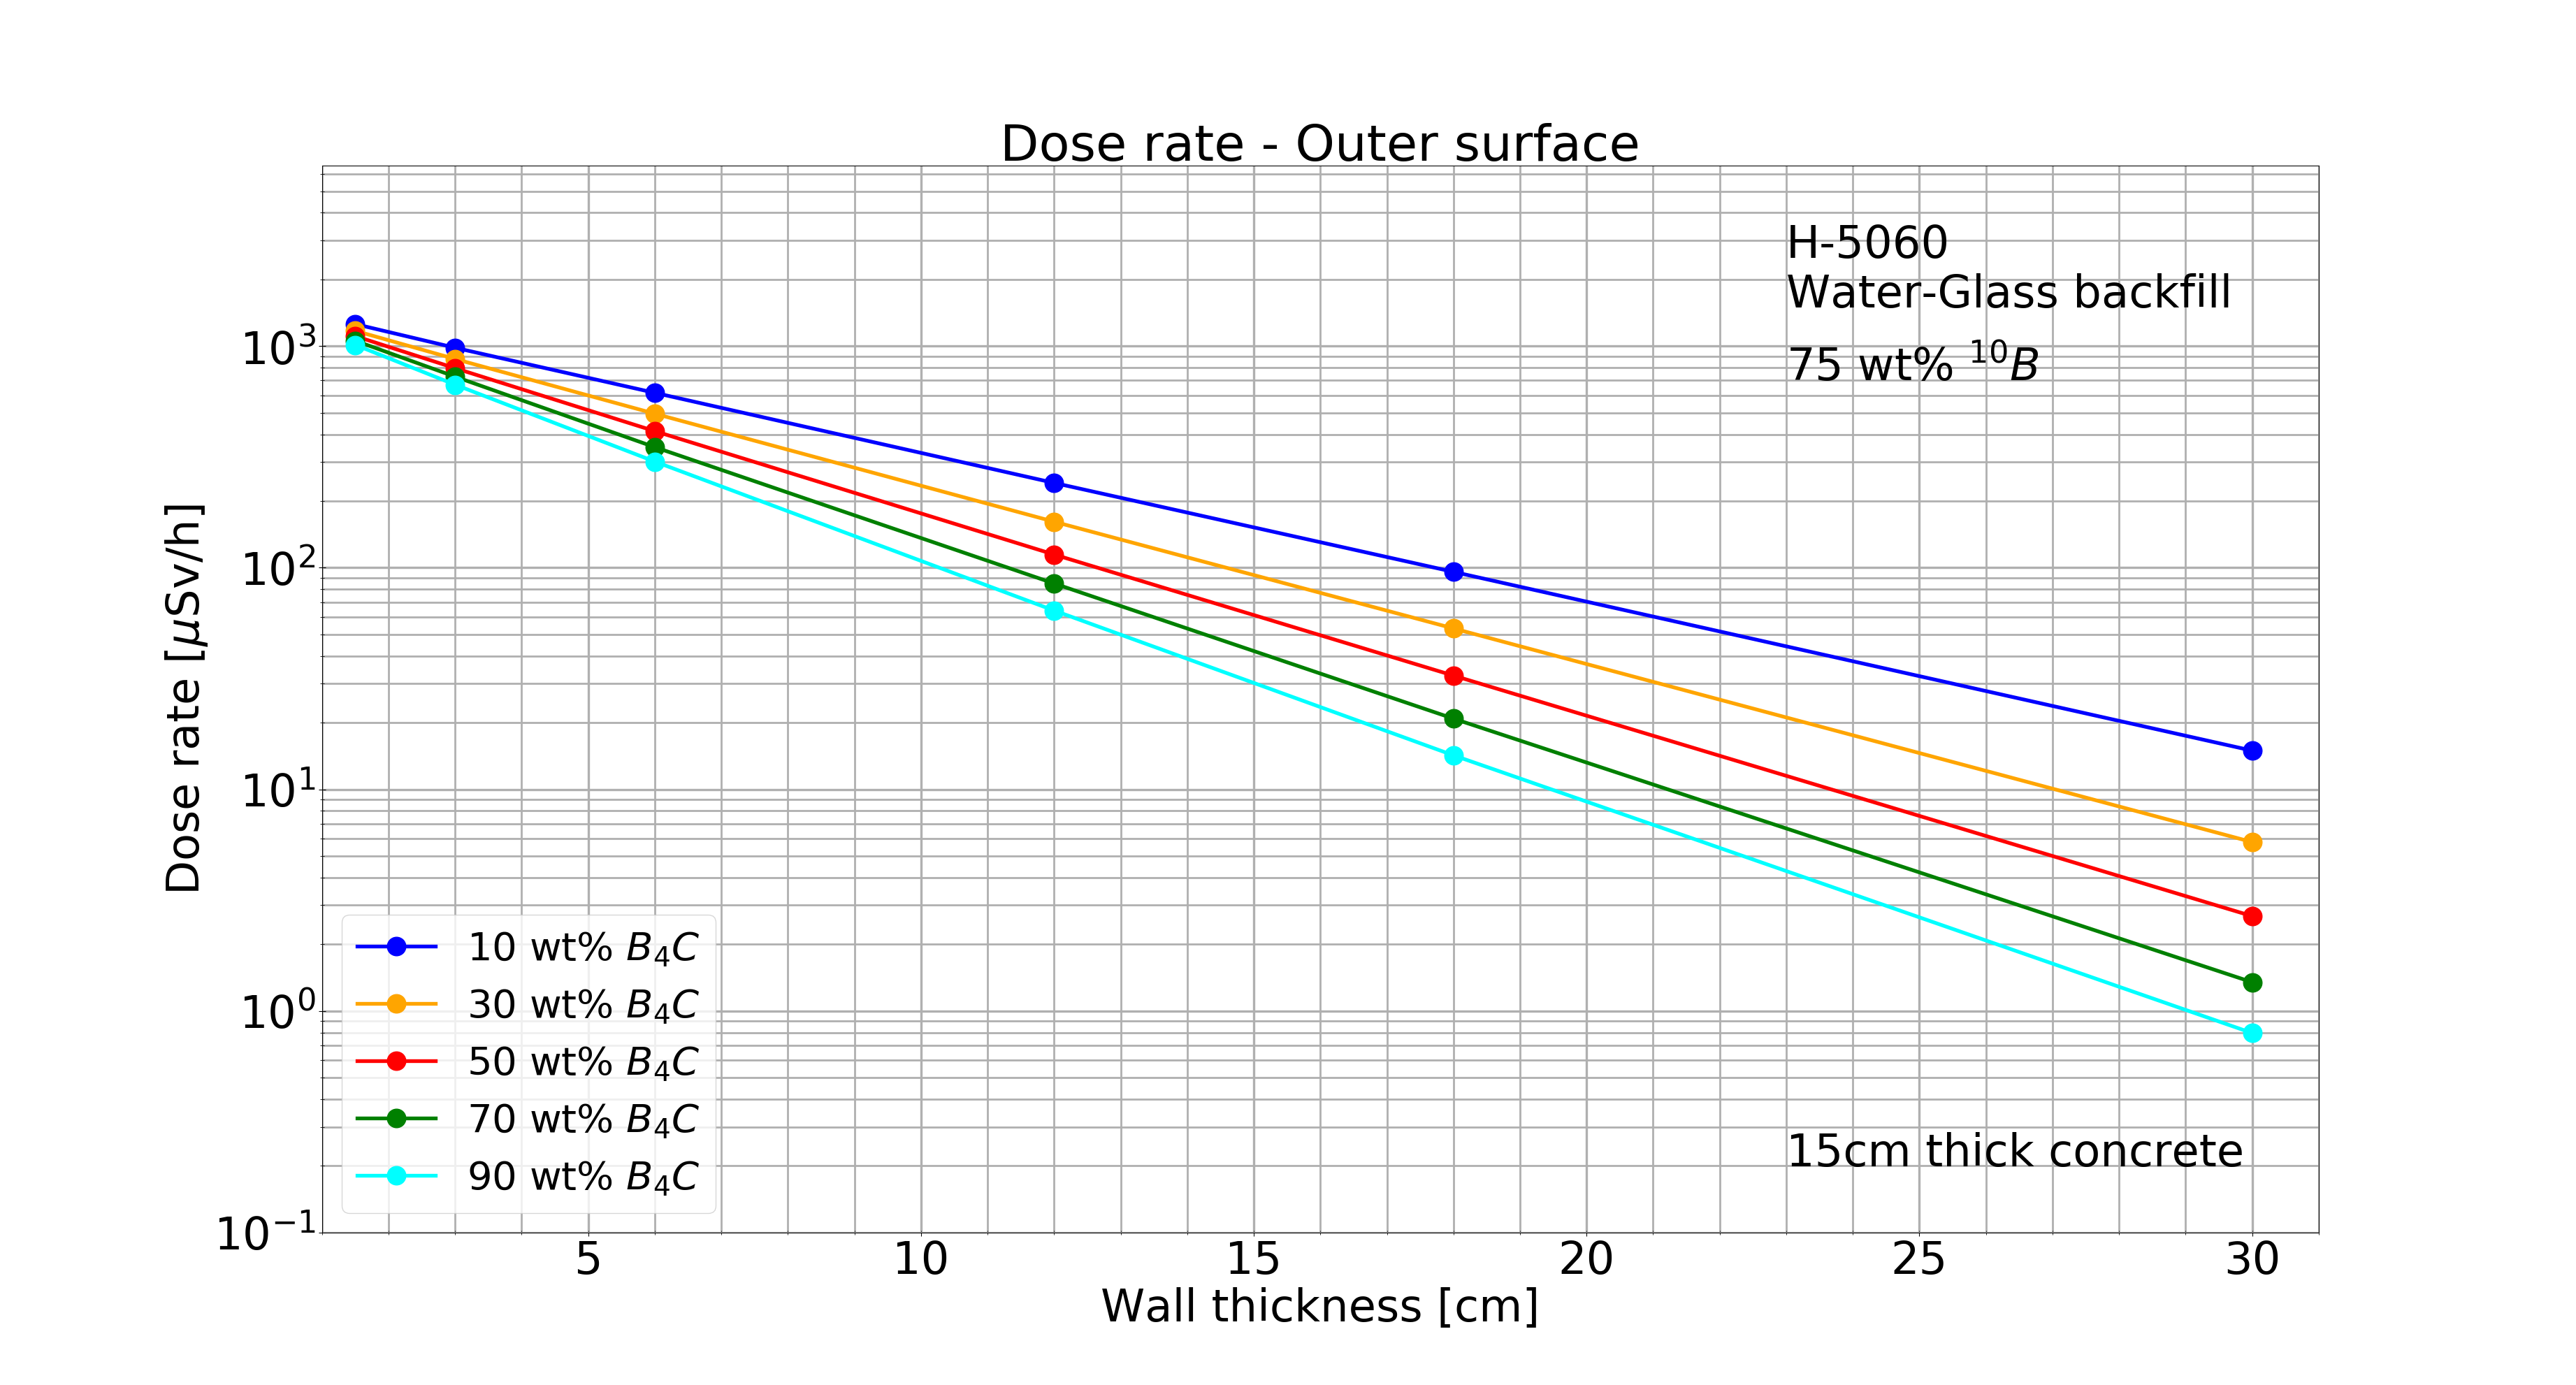 Dose rate - Outer surface
H-5060
Water-Glass backfill
75 wt% ¹⁰B
10³
10²
10¹
10⁰
10⁻¹
Dose rate [μSv/h]
10 wt% B₄C
30 wt% B₄C
50 wt% B₄C
70 wt% B₄C
90 wt% B₄C
15cm thick concrete
5 10 15 20 25 30
Wall thickness [cm]